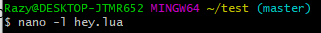 Razy@DESKTOP-JTMR652 MINGW64 ~/test (master)
$ nano -l hey.lua